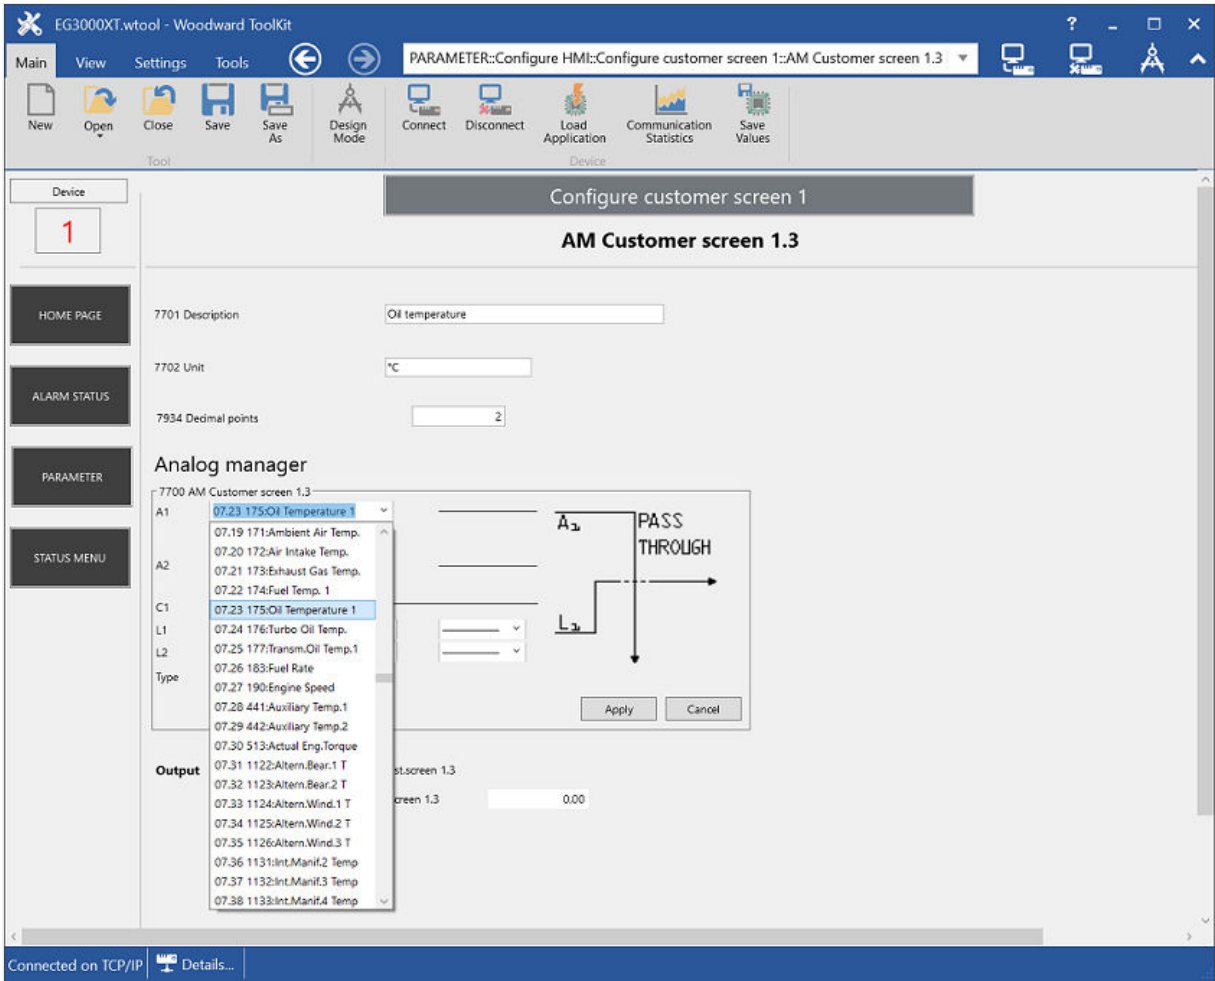 EG3000XT.wtool - Woodward ToolKit
?
Main View Settings Tools
PARAMETER::Configure HMI::Configure customer screen 1::AM Customer screen 1.3
New Open Close Save Save As Design Mode Connect Disconnect Load Application Communication Statistics Save Values
Tool Device
Device
1
HOME PAGE
ALARM STATUS
PARAMETER
STATUS MENU
Configure customer screen 1
AM Customer screen 1.3
7701 Description Oil temperature
7702 Unit °C
7934 Decimal points 2
Analog manager
7700 AM Customer screen 1.3
A1 07.23 175:Oil Temperature 1
07.19 171:Ambient Air Temp.
07.20 172:Air Intake Temp.
A2 07.21 173:Exhaust Gas Temp.
07.22 174:Fuel Temp. 1
C1 07.23 175:Oil Temperature 1
L1 07.24 176:Turbo Oil Temp.
L2 07.25 177:Transm.Oil Temp.1
Type 07.26 183:Fuel Rate
07.27 190:Engine Speed
07.28 441:Auxiliary Temp.1
07.29 442:Auxiliary Temp.2
07.30 513:Actual Eng.Torque
07.31 1122:Altern.Bear.1 T
07.32 1123:Altern.Bear.2 T
07.33 1124:Altern.Wind.1 T
07.34 1125:Altern.Wind.2 T
07.35 1126:Altern.Wind.3 T
07.36 1131:Int.Manif.2 Temp
07.37 1132:Int.Manif.3 Temp
07.38 1133:Int.Manif.4 Temp
A1 PASS
THROUGH
L1
Apply Cancel
Output st.screen 1.3
creen 1.3 0.00
Connected on TCP/IP Details...